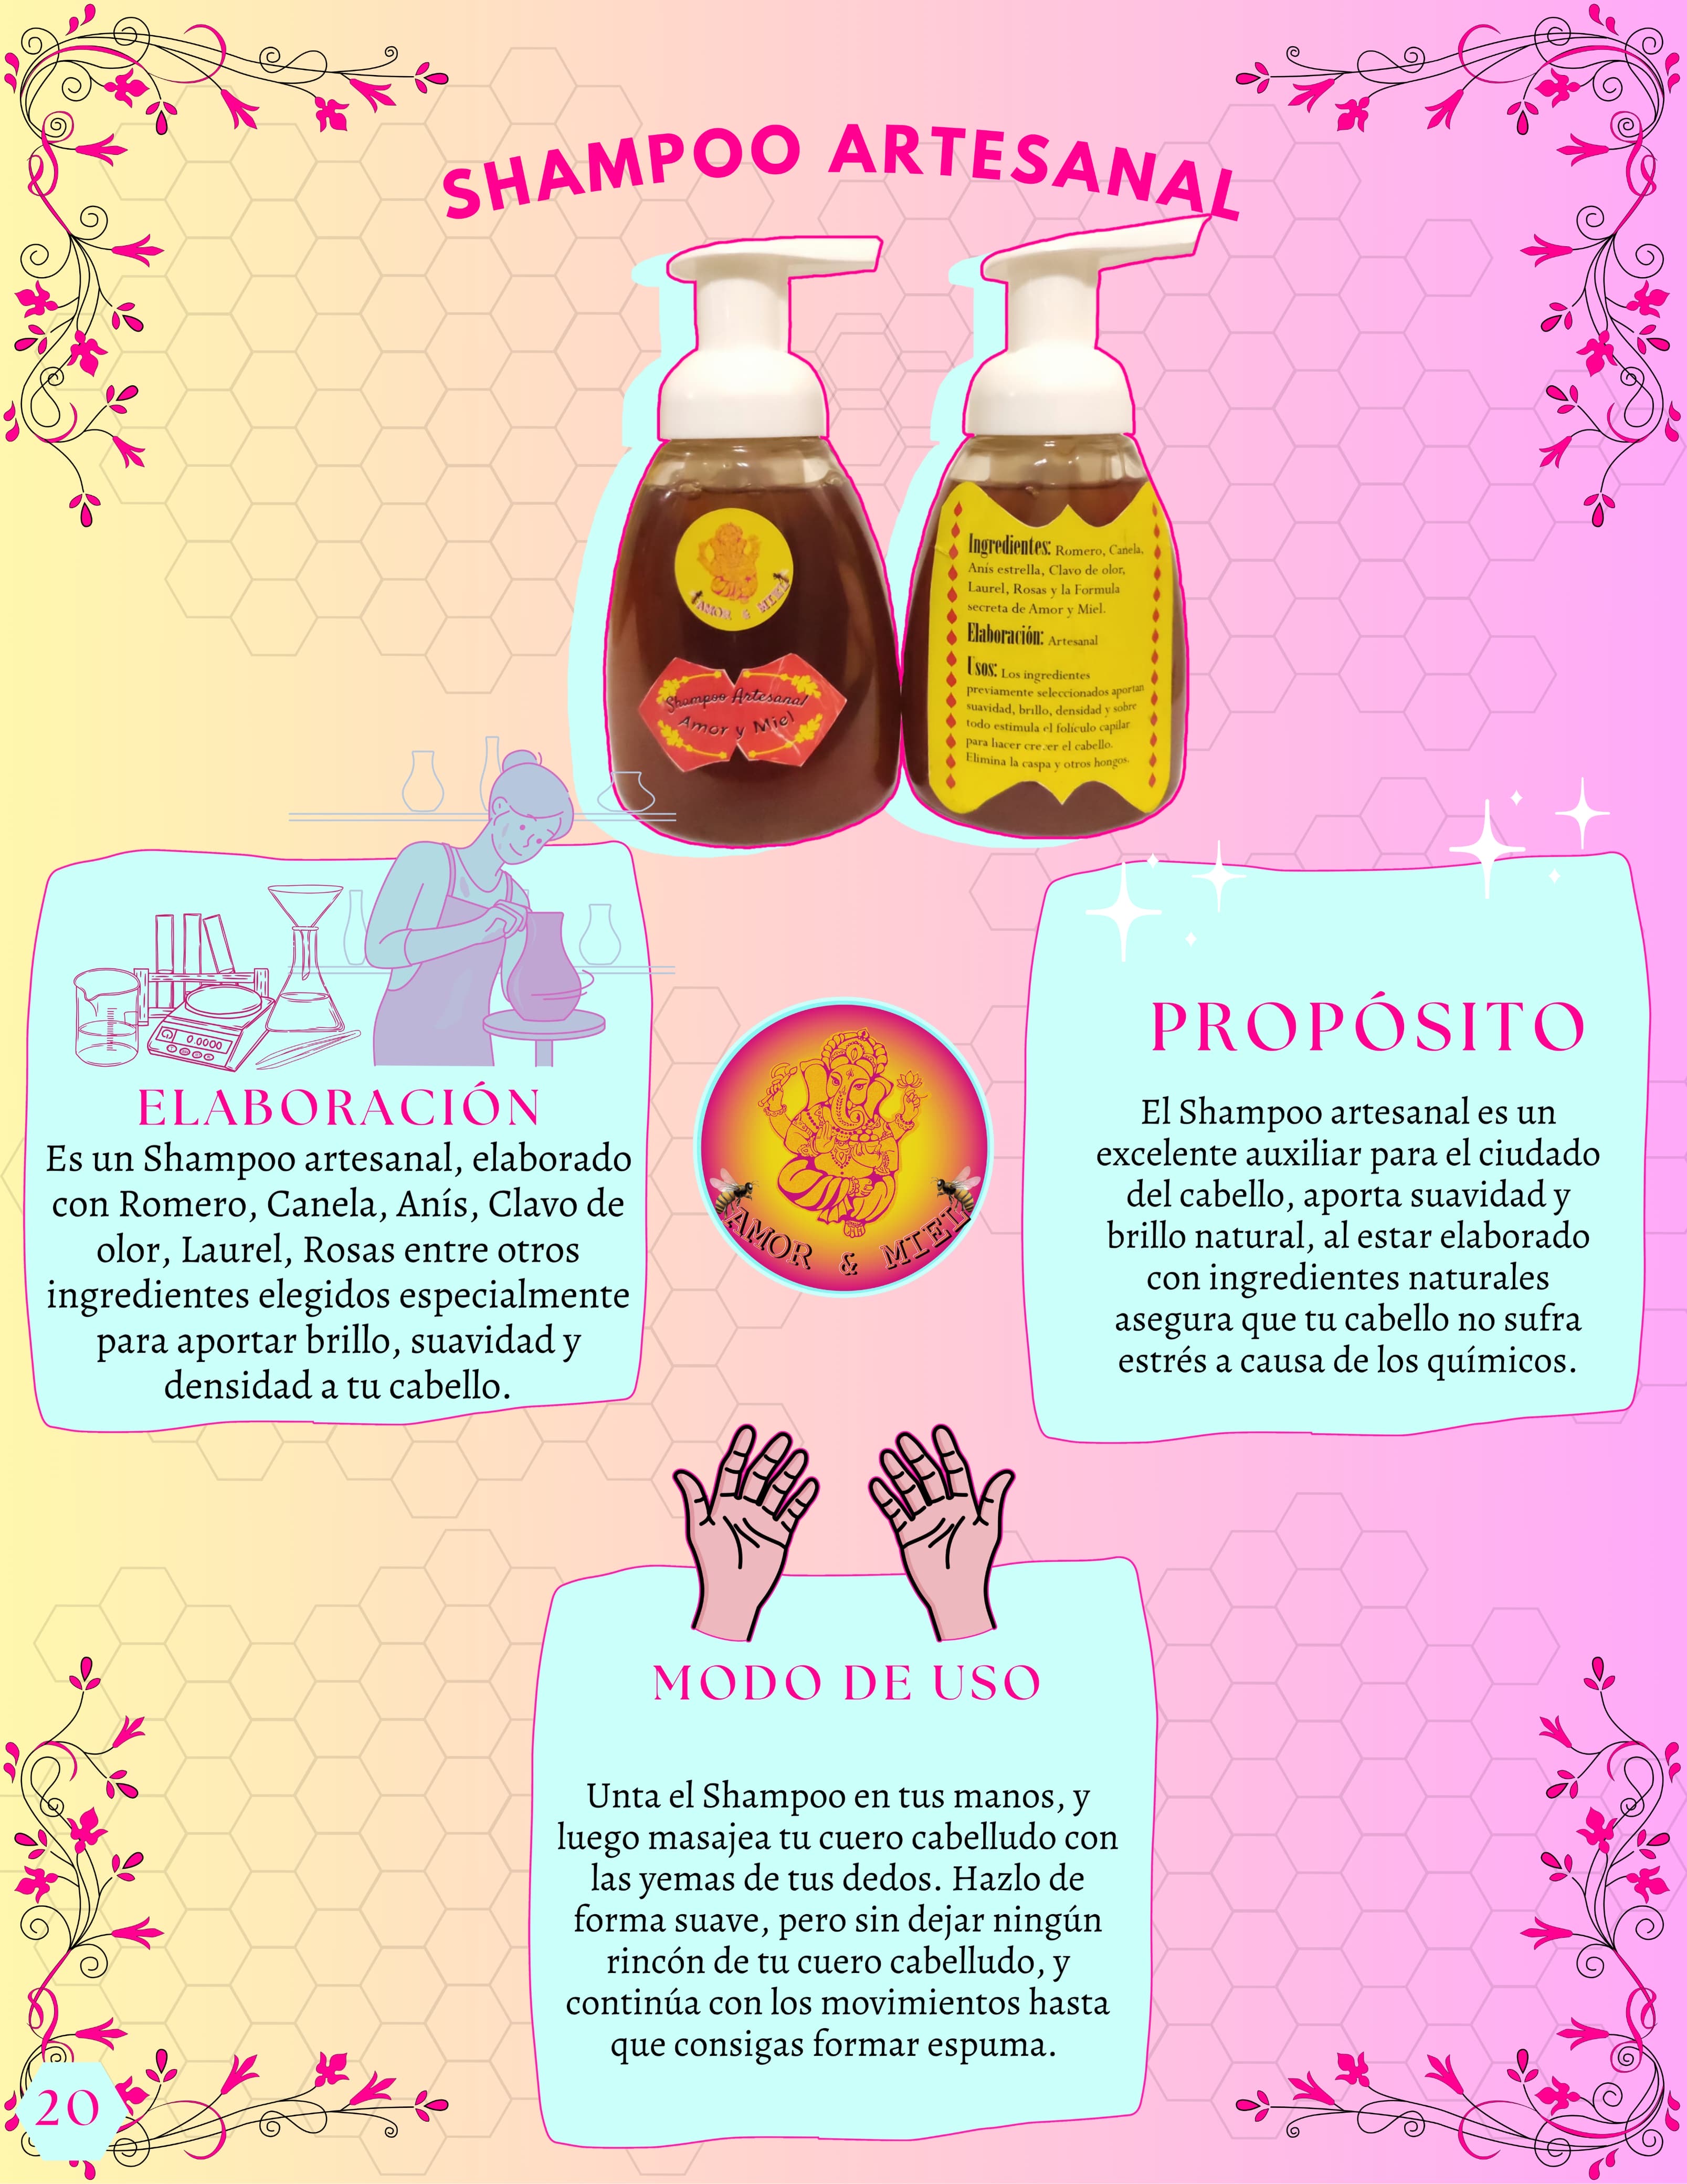 SHAMPOO ARTESANAL
AMOR & MIEL
Shampoo Artesanal
Amor y Miel
Ingredientes: Romero, Canela,
Anís estrella, Clavo de olor,
Laurel, Rosas y la Formula
secreta de Amor y Miel.
Elaboración: Artesanal
Usos: Los ingredientes
previamente seleccionados aportan
suavidad, brillo, densidad y sobre
todo estimula el folículo capilar
para hacer crecer el cabello.
Elimina la caspa y otros hongos.
0.0000
ELABORACIÓN
Es un Shampoo artesanal, elaborado
con Romero, Canela, Anís, Clavo de
olor, Laurel, Rosas entre otros
ingredientes elegidos especialmente
para aportar brillo, suavidad y
densidad a tu cabello.
AMOR & MIEL
PROPÓSITO
El Shampoo artesanal es un
excelente auxiliar para el ciudado
del cabello, aporta suavidad y
brillo natural, al estar elaborado
con ingredientes naturales
asegura que tu cabello no sufra
estrés a causa de los químicos.
MODO DE USO
Unta el Shampoo en tus manos, y
luego masajea tu cuero cabelludo con
las yemas de tus dedos. Hazlo de
forma suave, pero sin dejar ningún
rincón de tu cuero cabelludo, y
continúa con los movimientos hasta
que consigas formar espuma.
20